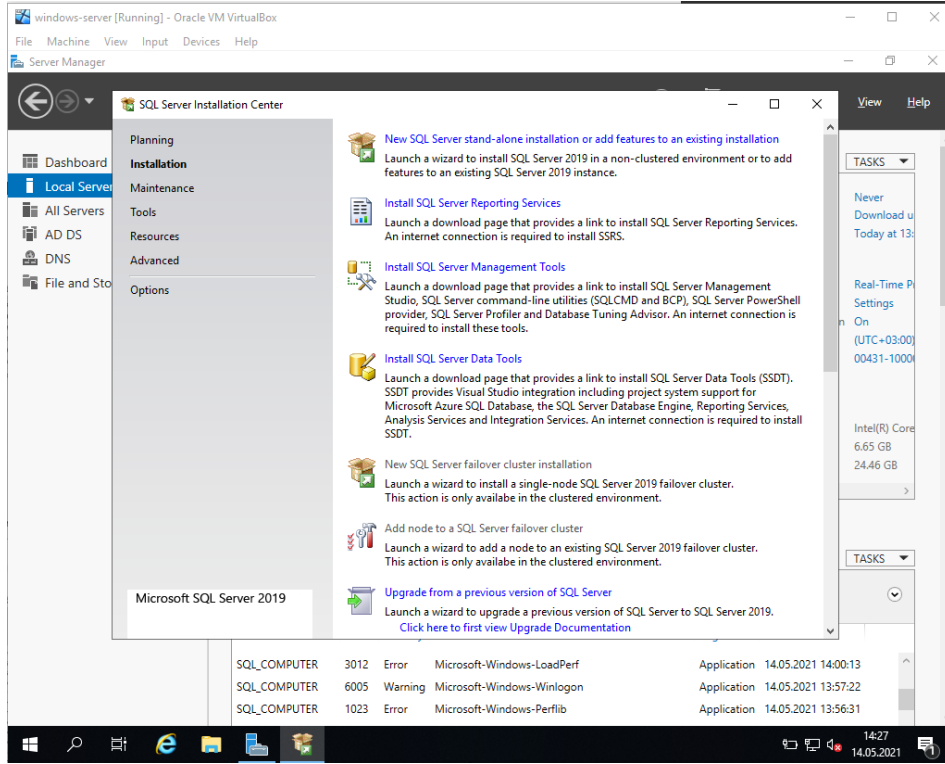 windows-server [Running] - Oracle VM VirtualBox
File Machine View Input Devices Help
Server Manager
View Help
SQL Server Installation Center
Dashboard
Local Server
All Servers
AD DS
DNS
File and Sto
Planning
Installation
Maintenance
Tools
Resources
Advanced
Options
Microsoft SQL Server 2019
New SQL Server stand-alone installation or add features to an existing installation
Launch a wizard to install SQL Server 2019 in a non-clustered environment or to add
features to an existing SQL Server 2019 instance.
Install SQL Server Reporting Services
Launch a download page that provides a link to install SQL Server Reporting Services.
An internet connection is required to install SSRS.
Install SQL Server Management Tools
Launch a download page that provides a link to install SQL Server Management
Studio, SQL Server command-line utilities (SQLCMD and BCP), SQL Server PowerShell
provider, SQL Server Profiler and Database Tuning Advisor. An internet connection is
required to install these tools.
Install SQL Server Data Tools
Launch a download page that provides a link to install SQL Server Data Tools (SSDT).
SSDT provides Visual Studio integration including project system support for
Microsoft Azure SQL Database, the SQL Server Database Engine, Reporting Services,
Analysis Services and Integration Services. An internet connection is required to install
SSDT.
New SQL Server failover cluster installation
Launch a wizard to install a single-node SQL Server 2019 failover cluster.
This action is only availabe in the clustered environment.
Add node to a SQL Server failover cluster
Launch a wizard to add a node to an existing SQL Server 2019 failover cluster.
This action is only availabe in the clustered environment.
Upgrade from a previous version of SQL Server
Launch a wizard to upgrade a previous version of SQL Server to SQL Server 2019.
Click here to first view Upgrade Documentation
TASKS
Never
Download u
Today at 13:
Real-Time Pr
Settings
n On
(UTC+03:00)
00431-1000
Intel(R) Core
6.65 GB
24.46 GB
TASKS
SQL_COMPUTER 3012 Error Microsoft-Windows-LoadPerf Application 14.05.2021 14:00:13
SQL_COMPUTER 6005 Warning Microsoft-Windows-Winlogon Application 14.05.2021 13:57:22
SQL_COMPUTER 1023 Error Microsoft-Windows-Perflib Application 14.05.2021 13:56:31
14:27
14.05.2021
1